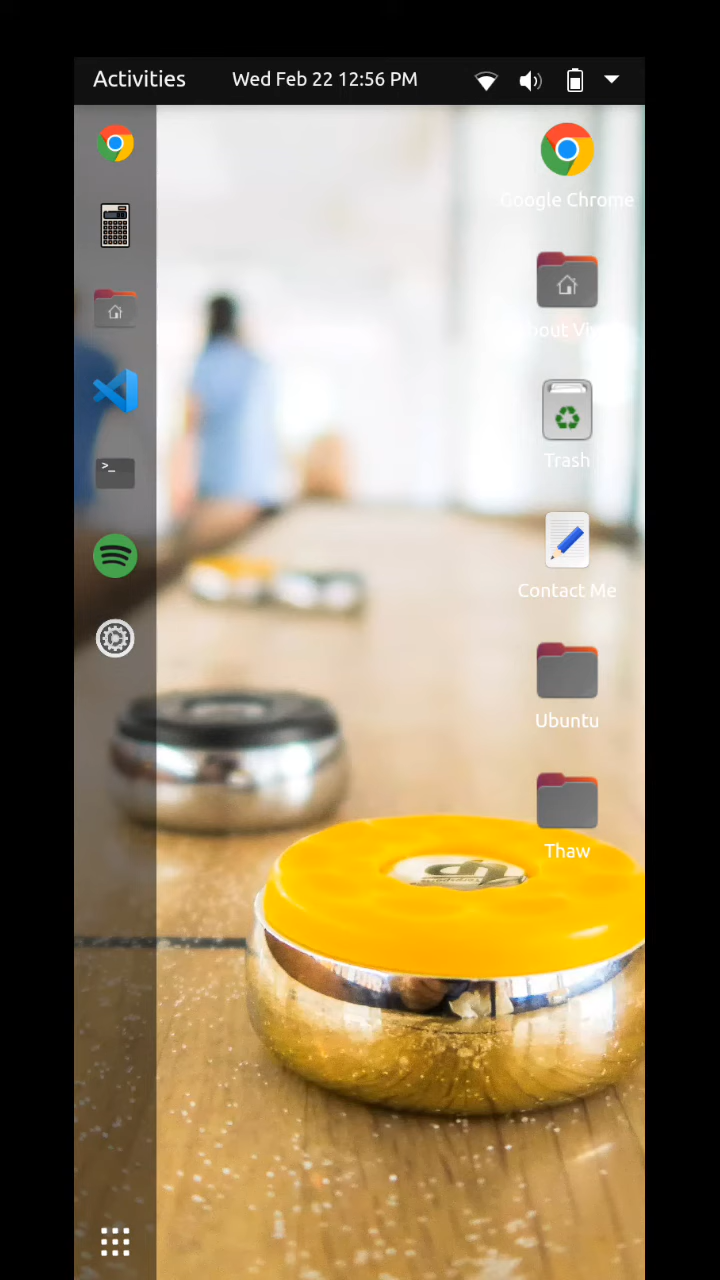 Activities
Wed Feb 22 12:56 PM
Google Chrome
>_
Trash
Contact Me
Ubuntu
Thaw